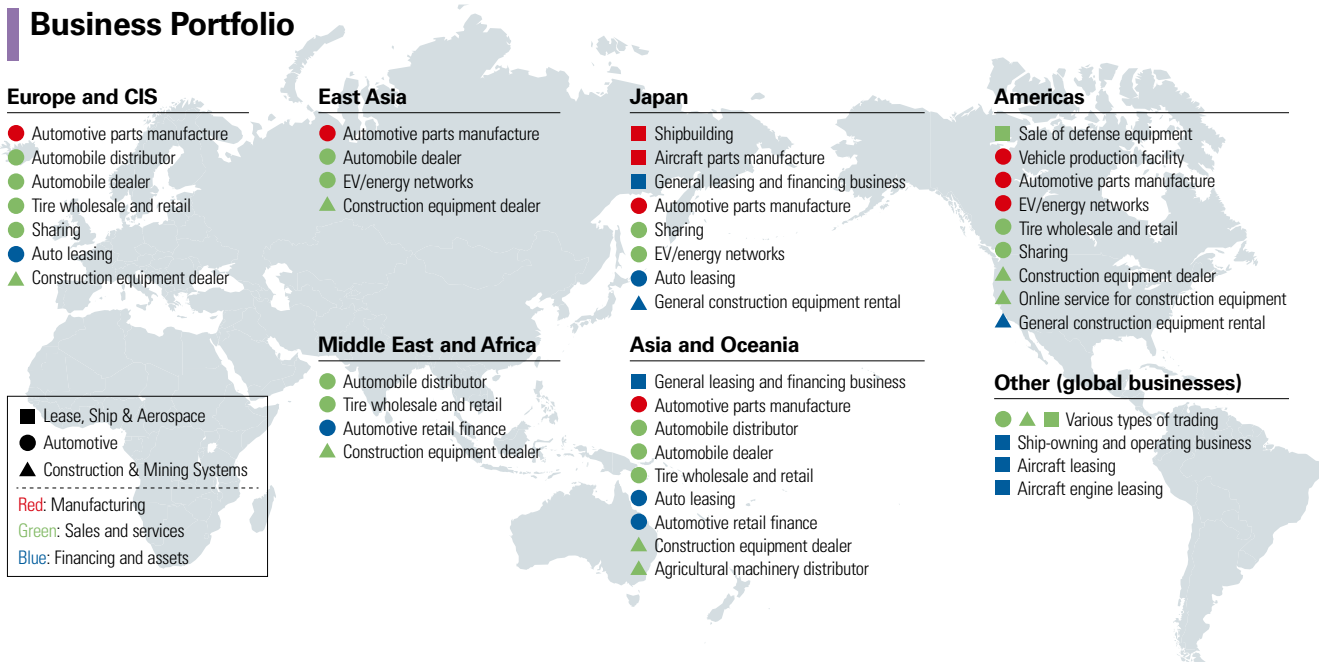 Business Portfolio
Europe and CIS
Automotive parts manufacture
Automobile distributor
Automobile dealer
Tire wholesale and retail
Sharing
Auto leasing
Construction equipment dealer
East Asia
Automotive parts manufacture
Automobile dealer
EV/energy networks
Construction equipment dealer
Japan
Shipbuilding
Aircraft parts manufacture
General leasing and financing business
Automotive parts manufacture
Sharing
EV/energy networks
Auto leasing
General construction equipment rental
Americas
Sale of defense equipment
Vehicle production facility
Automotive parts manufacture
EV/energy networks
Tire wholesale and retail
Sharing
Construction equipment dealer
Online service for construction equipment
General construction equipment rental
Middle East and Africa
Automobile distributor
Tire wholesale and retail
Automotive retail finance
Construction equipment dealer
Asia and Oceania
General leasing and financing business
Automotive parts manufacture
Automobile distributor
Automobile dealer
Tire wholesale and retail
Auto leasing
Automotive retail finance
Construction equipment dealer
Agricultural machinery distributor
Other (global businesses)
Various types of trading
Ship-owning and operating business
Aircraft leasing
Aircraft engine leasing
Lease, Ship & Aerospace
Automotive
Construction & Mining Systems
Red: Manufacturing
Green: Sales and services
Blue: Financing and assets